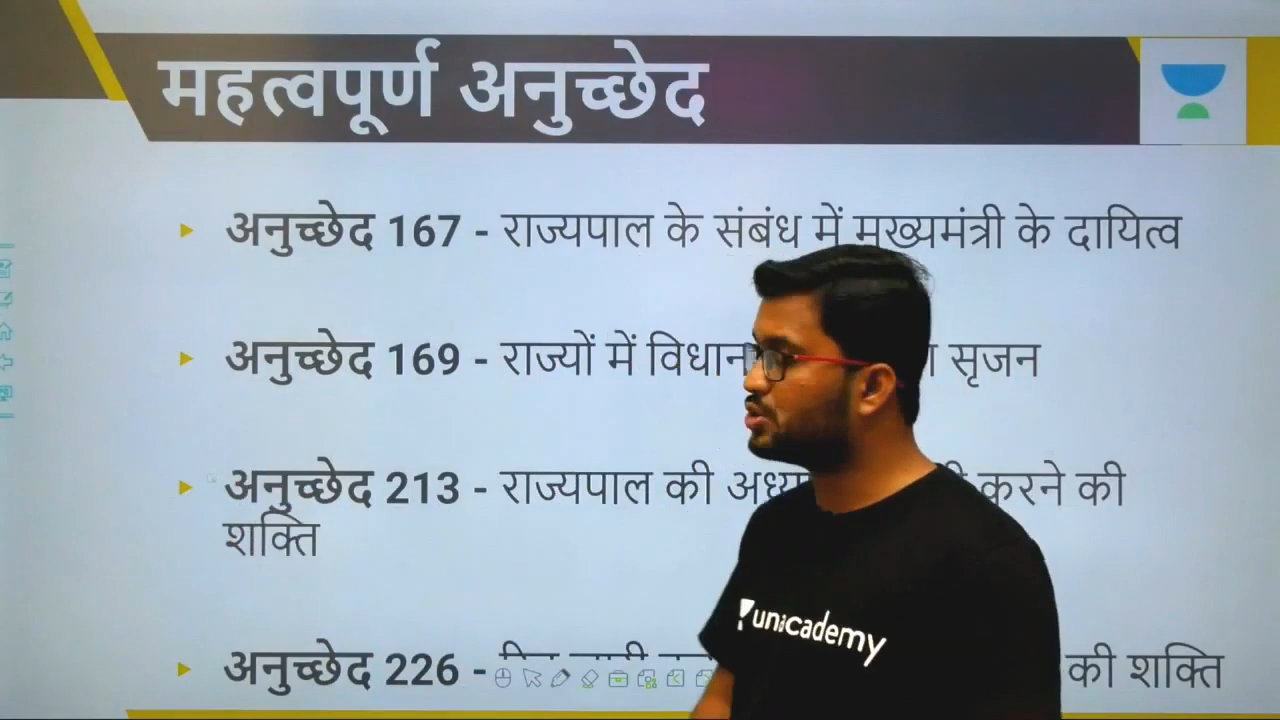 महत्वपूर्ण अनुच्छेद
अनुच्छेद 167 - राज्यपाल के संबंध में मुख्यमंत्री के दायित्व
अनुच्छेद 169 - राज्यों में विधान सृजन
अनुच्छेद 213 - राज्यपाल की करने की
शक्ति
अनुच्छेद 226 - की शक्ति
unacademy